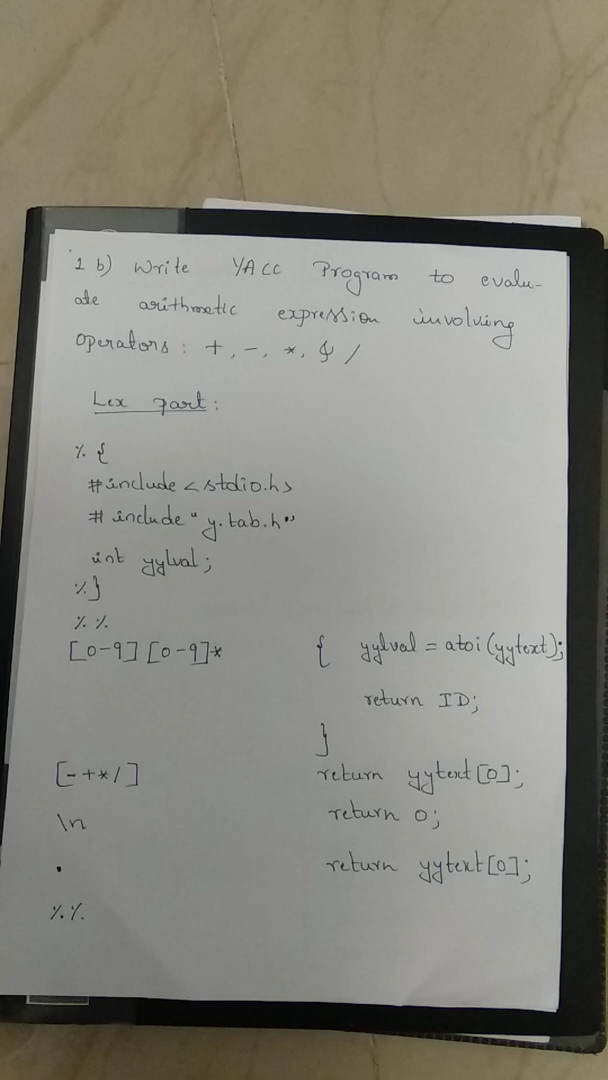 1 b) Write YACC Program to evalu-
ate arithmetic expression involving
operators : +, -, *, & /
Lex part :
%{
#include <stdio.h>
# include "y.tab.h"
int yylval;
%}
%%
[0-9] [0-9]* { yylval = atoi(yytext);
return ID;
}
[-+*/] return yytext[0];
\n return 0;
. return yytext[0];
%%